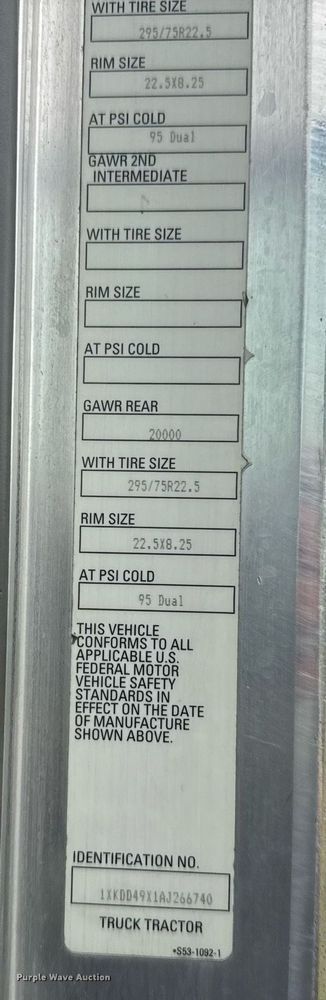 WITH TIRE SIZE
295/75R22.5
RIM SIZE
22.5X8.25
AT PSI COLD
95 Dual
GAWR 2ND
INTERMEDIATE
WITH TIRE SIZE
RIM SIZE
AT PSI COLD
GAWR REAR
20000
WITH TIRE SIZE
295/75R22.5
RIM SIZE
22.5X8.25
AT PSI COLD
95 Dual
THIS VEHICLE
CONFORMS TO ALL
APPLICABLE U.S.
FEDERAL MOTOR
VEHICLE SAFETY
STANDARDS IN
EFFECT ON THE DATE
OF MANUFACTURE
SHOWN ABOVE.
IDENTIFICATION NO.
1XKDD49X1AJ266740
TRUCK TRACTOR
*S53-1092-1
Purple Wave Auction